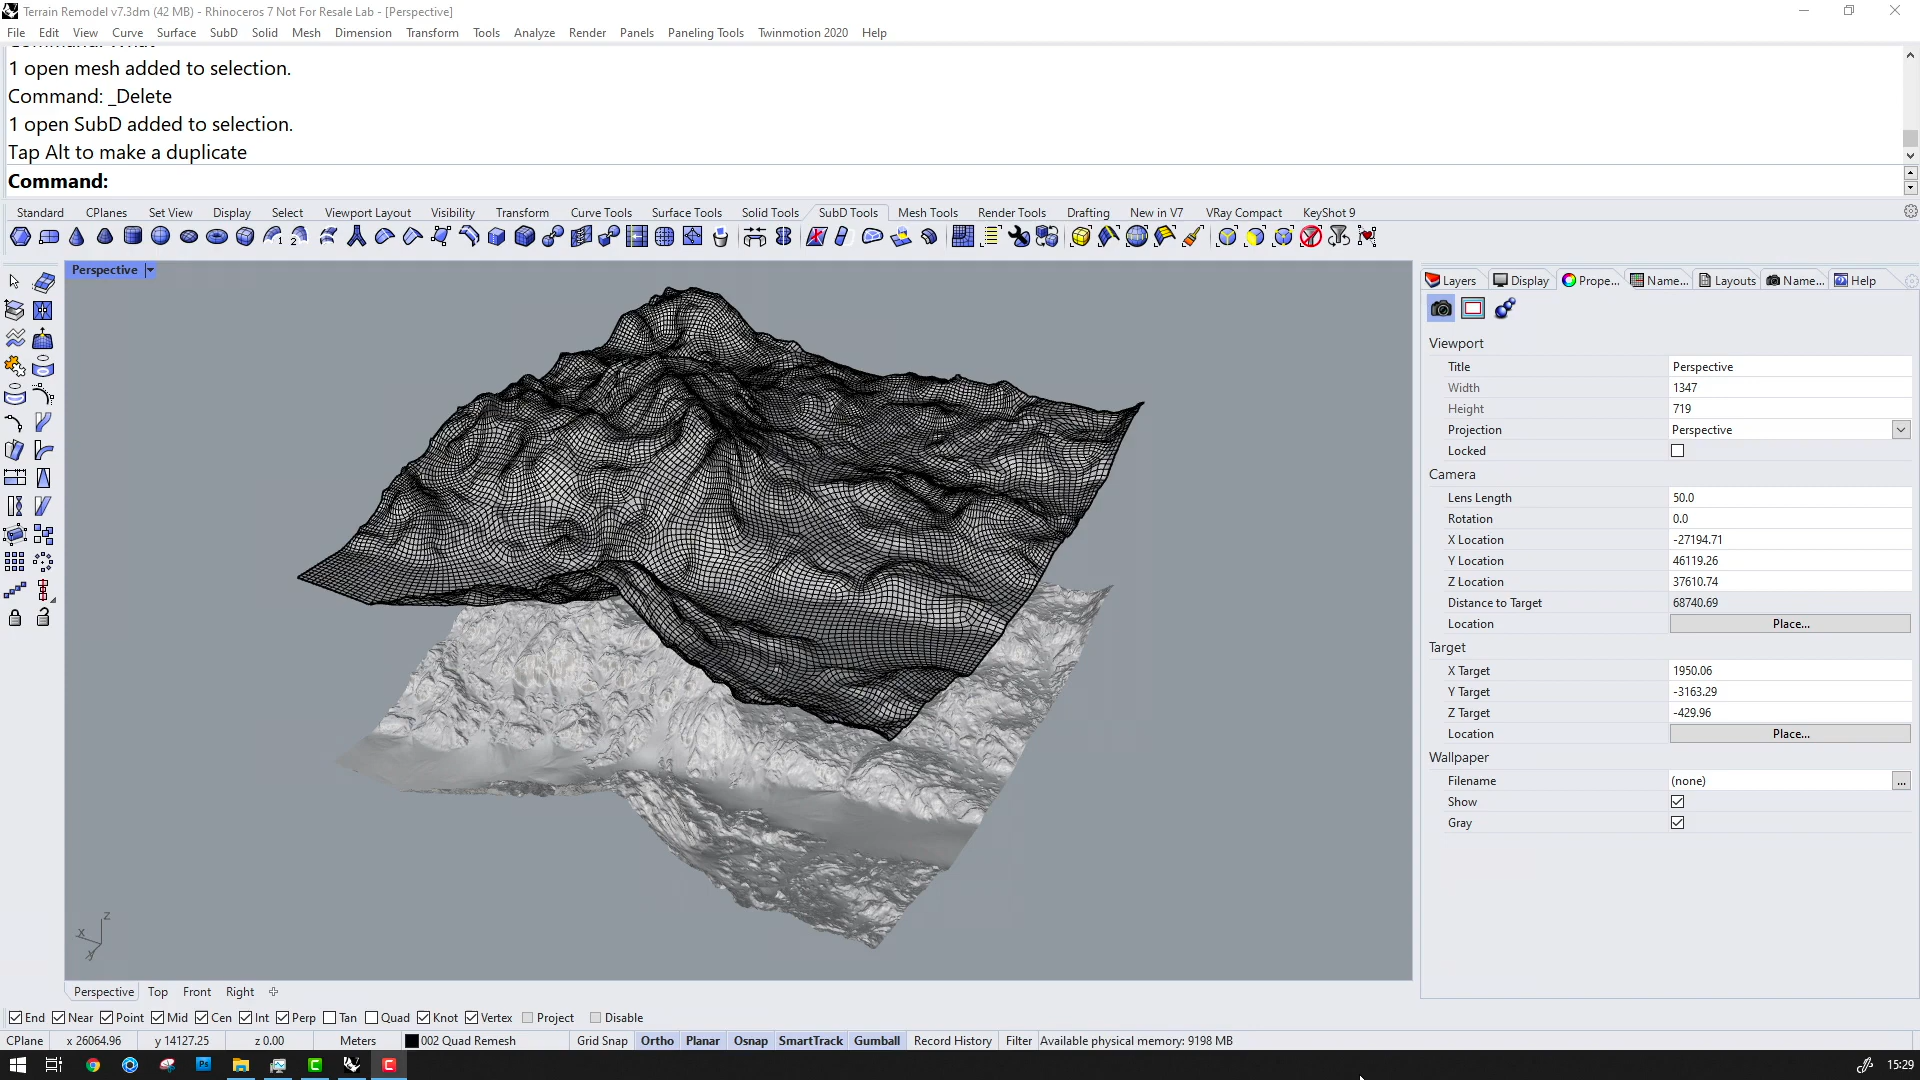 Terrain Remodel v7.3dm (42 MB) - Rhinoceros 7 Not For Resale Lab - [Perspective]
File Edit View Curve Surface SubD Solid Mesh Dimension Transform Tools Analyze Render Panels Paneling Tools Twinmotion 2020 Help
1 open mesh added to selection.
Command: _Delete
1 open SubD added to selection.
Tap Alt to make a duplicate
Command:
Standard CPlanes Set View Display Select Viewport Layout Visibility Transform Curve Tools Surface Tools Solid Tools SubD Tools Mesh Tools Render Tools Drafting New in V7 VRay Compact KeyShot 9
Perspective
Layers Display Prope... Name... Layouts Name... Help
Viewport
Title Perspective
Width 1347
Height 719
Projection Perspective
Locked
Camera
Lens Length 50.0
Rotation 0.0
X Location -27194.71
Y Location 46119.26
Z Location 37610.74
Distance to Target 68740.69
Location Place...
Target
X Target 1950.06
Y Target -3163.29
Z Target -429.96
Location Place...
Wallpaper
Filename (none) ...
Show
Gray
z
x
y
Perspective Top Front Right
End Near Point Mid Cen Int Perp Tan Quad Knot Vertex Project Disable
CPlane x 26064.96 y 14127.25 z 0.00 Meters 002 Quad Remesh Grid Snap Ortho Planar Osnap SmartTrack Gumball Record History Filter Available physical memory: 9198 MB
Ps C C 15:29